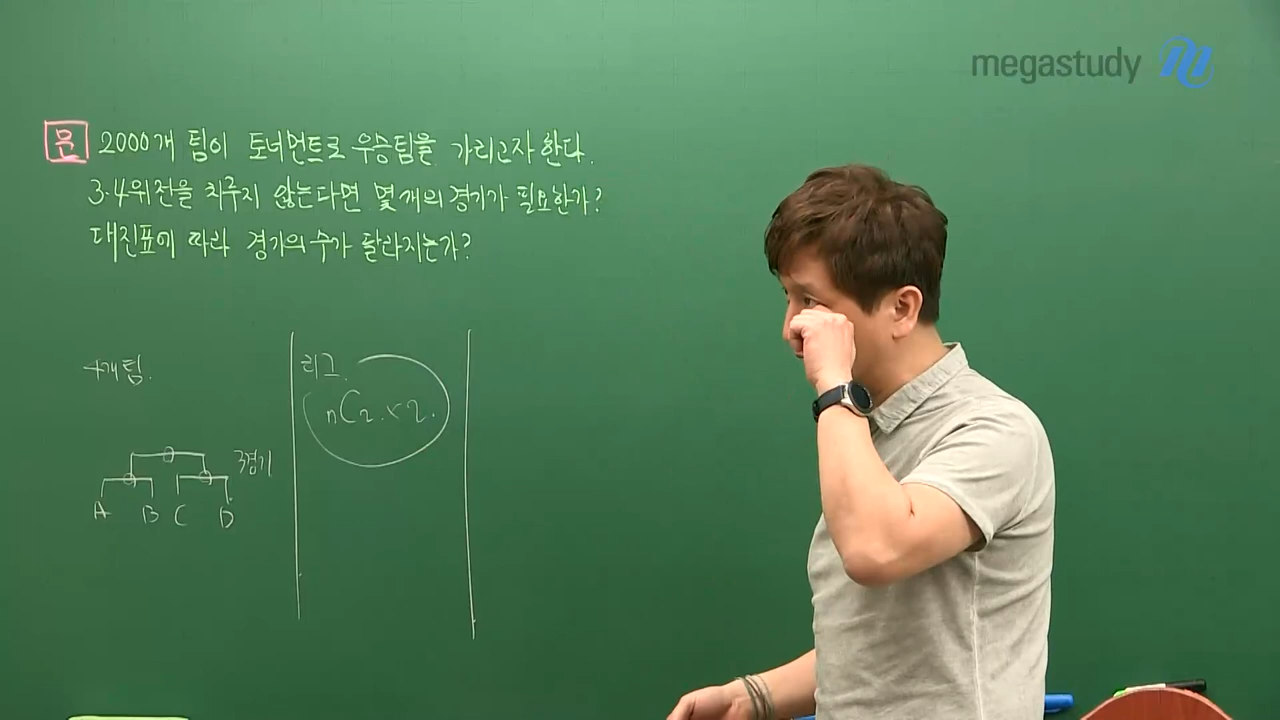 megastudy
문 2000개 팀이 토너먼트로 우승팀을 가리고자 한다.
3·4위전을 치루지 않는다면 몇 개의 경기가 필요한가?
대진표에 따라 경기의 수가 달라지는가?
4개 팀.
3경기
A B C D
리그.
nC2 × 2.